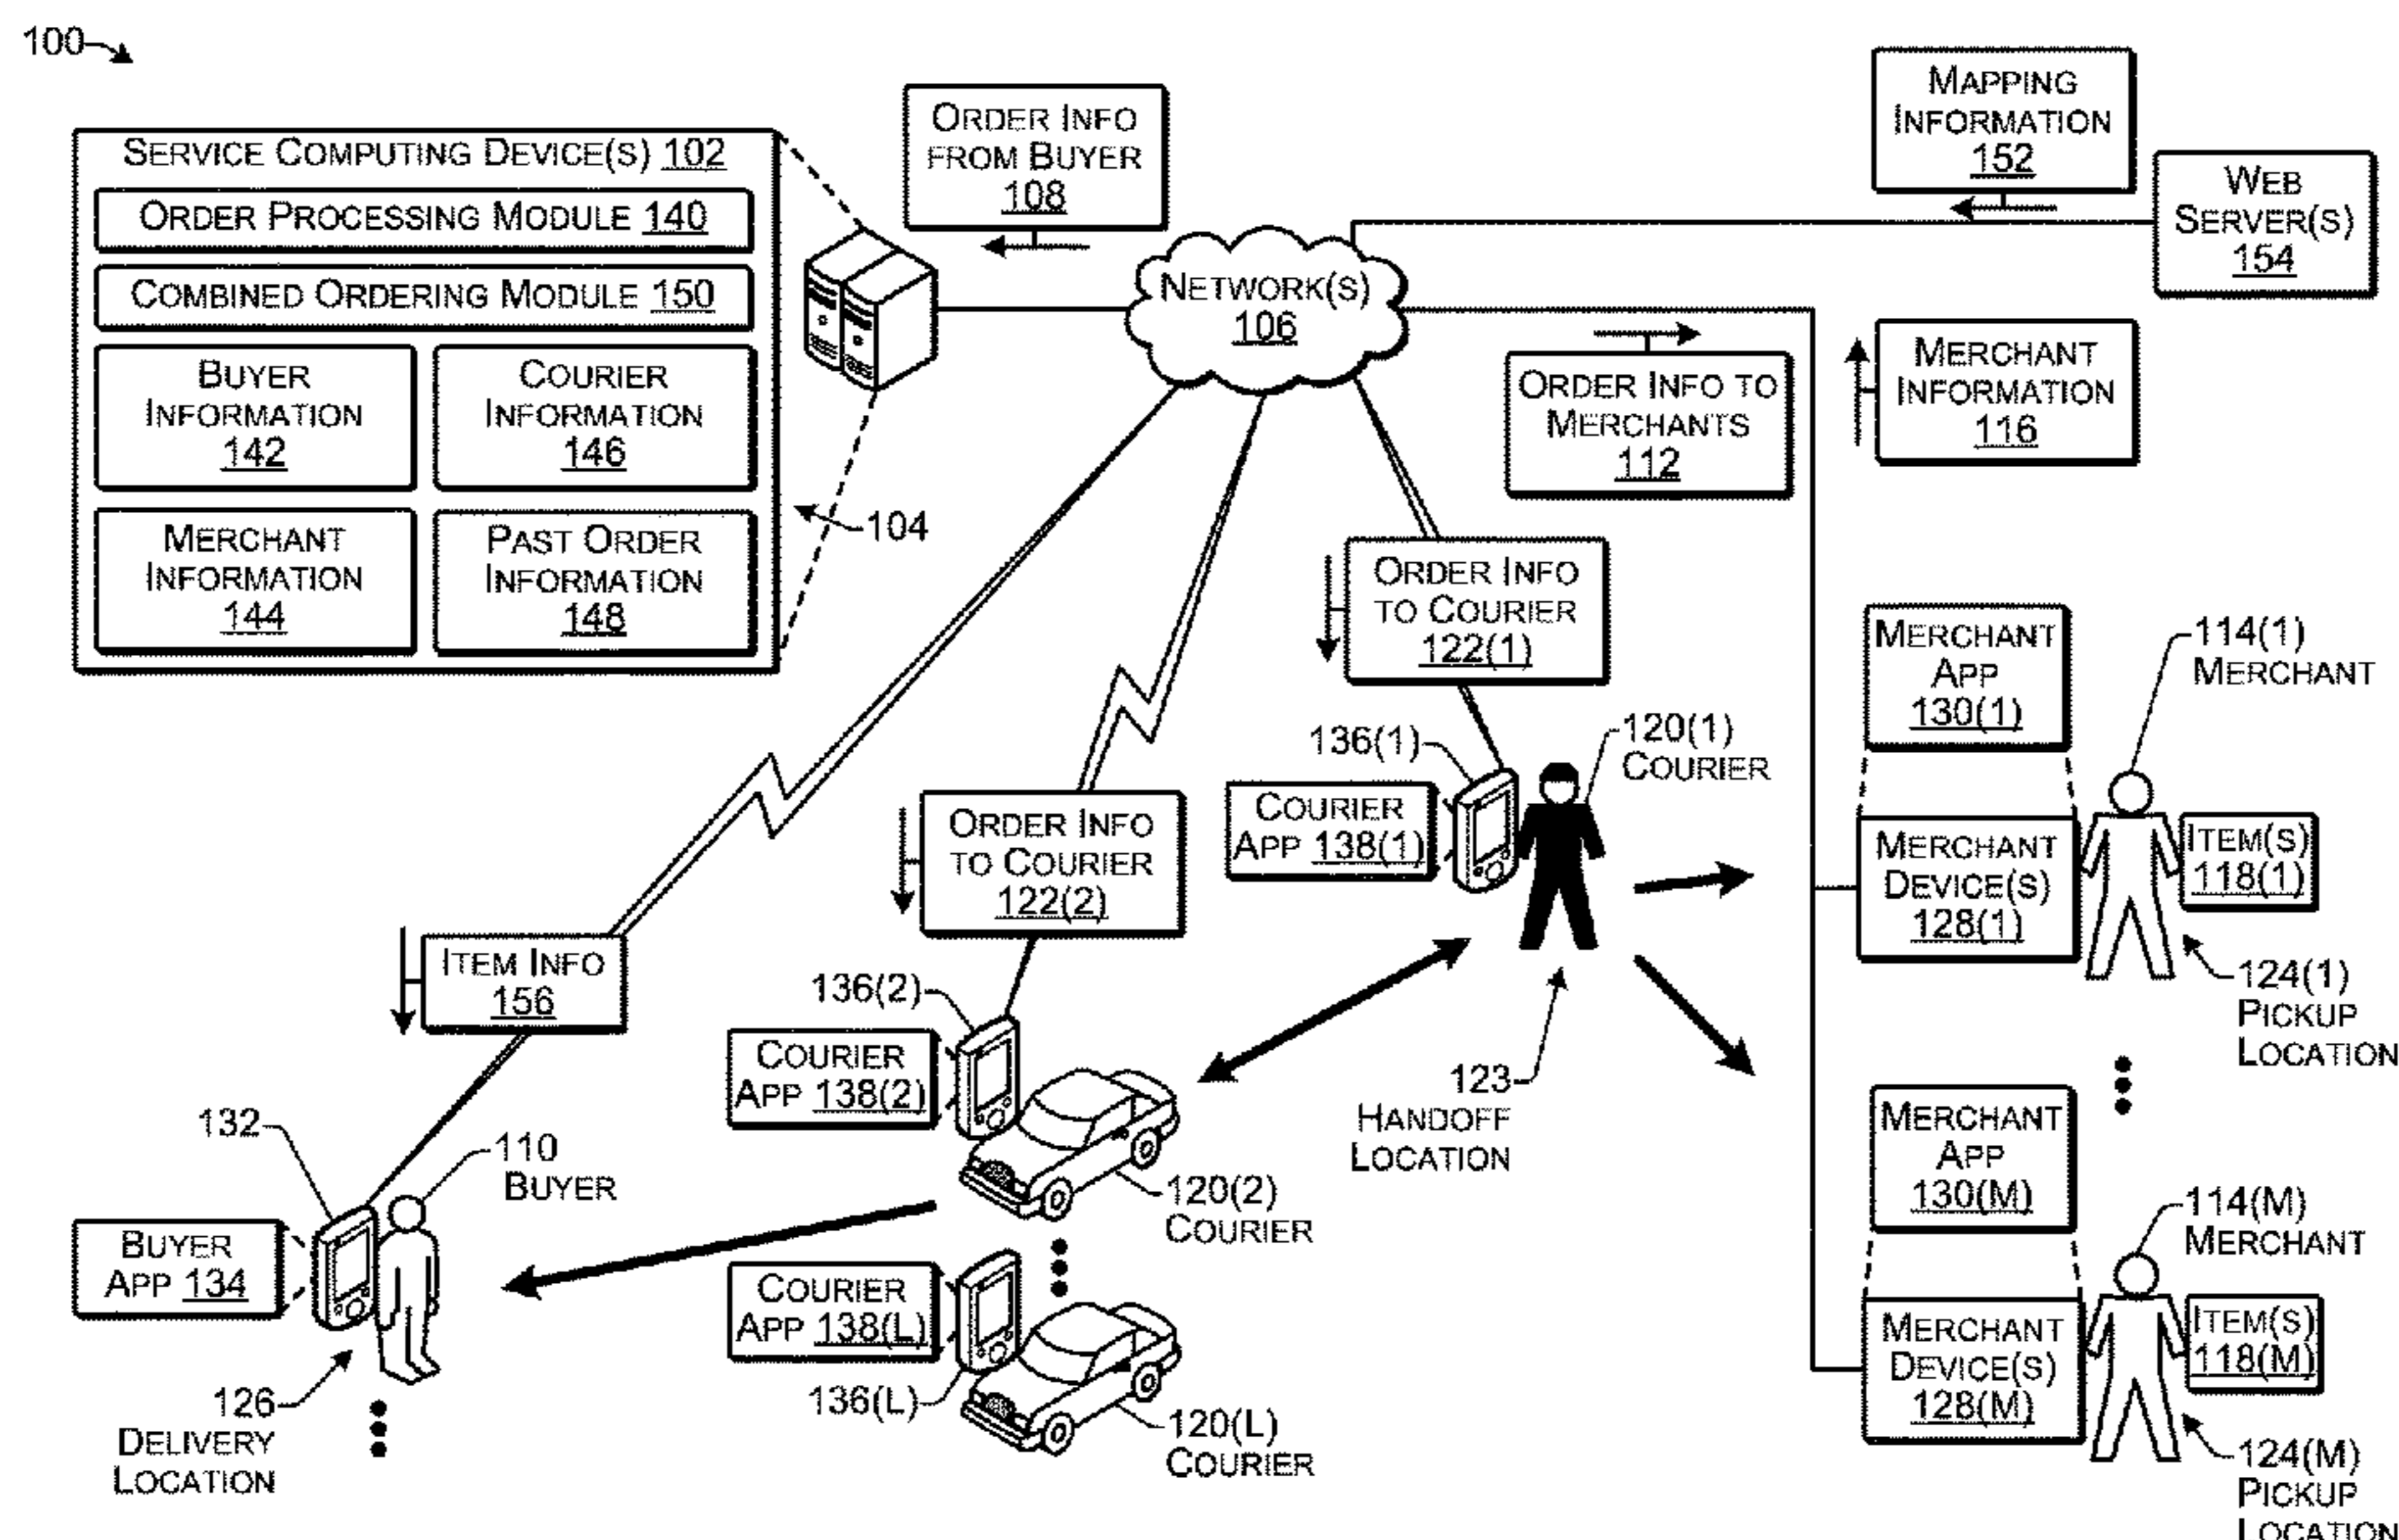 100
SERVICE COMPUTING DEVICE(S) 102
ORDER PROCESSING MODULE 140
COMBINED ORDERING MODULE 150
BUYER
INFORMATION
142
COURIER
INFORMATION
146
MERCHANT
INFORMATION
144
PAST ORDER
INFORMATION
148
104
ORDER INFO
FROM BUYER
108
NETWORK(S)
106
MAPPING
INFORMATION
152
WEB
SERVER(S)
154
ORDER INFO TO
MERCHANTS
112
MERCHANT
INFORMATION
116
ORDER INFO
TO COURIER
122(1)
136(1)
120(1)
COURIER
COURIER
APP 138(1)
MERCHANT
APP
130(1)
114(1)
MERCHANT
MERCHANT
DEVICE(S)
128(1)
ITEM(S)
118(1)
124(1)
PICKUP
LOCATION
ORDER INFO
TO COURIER
122(2)
ITEM INFO
156
136(2)
COURIER
APP 138(2)
123
HANDOFF
LOCATION
120(2)
COURIER
132
110
BUYER
BUYER
APP 134
126
DELIVERY
LOCATION
COURIER
APP 138(L)
136(L)
120(L)
COURIER
MERCHANT
APP
130(M)
114(M)
MERCHANT
MERCHANT
DEVICE(S)
128(M)
ITEM(S)
118(M)
124(M)
PICKUP
LOCATION